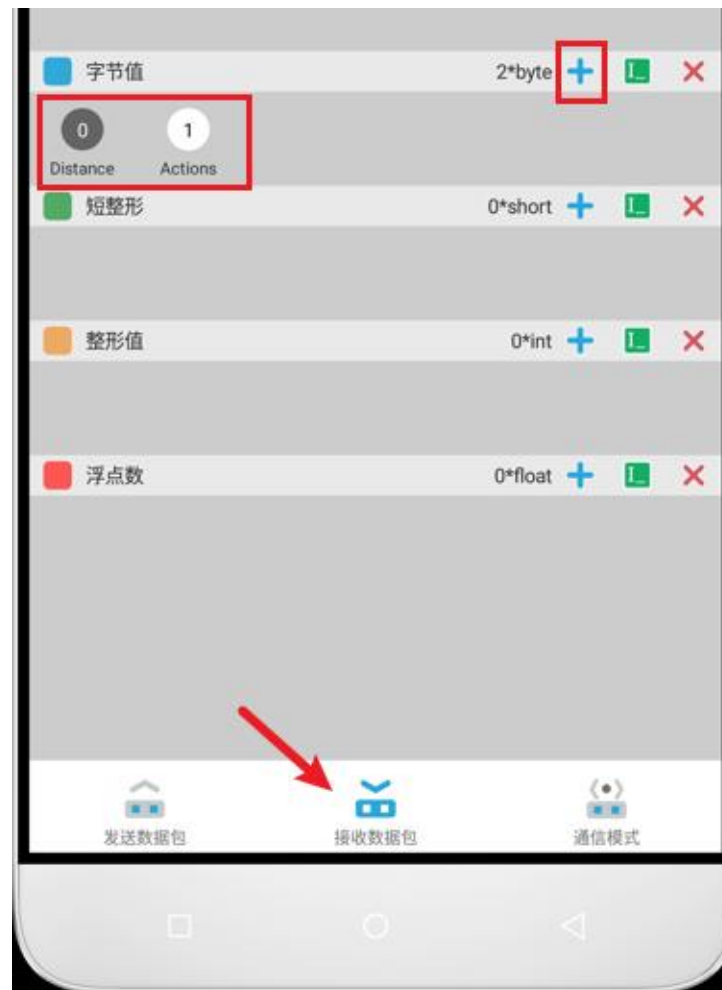 字节值 2*byte
0 1
Distance Actions
短整形 0*short
整形值 0*int
浮点数 0*float
发送数据包 接收数据包 通信模式